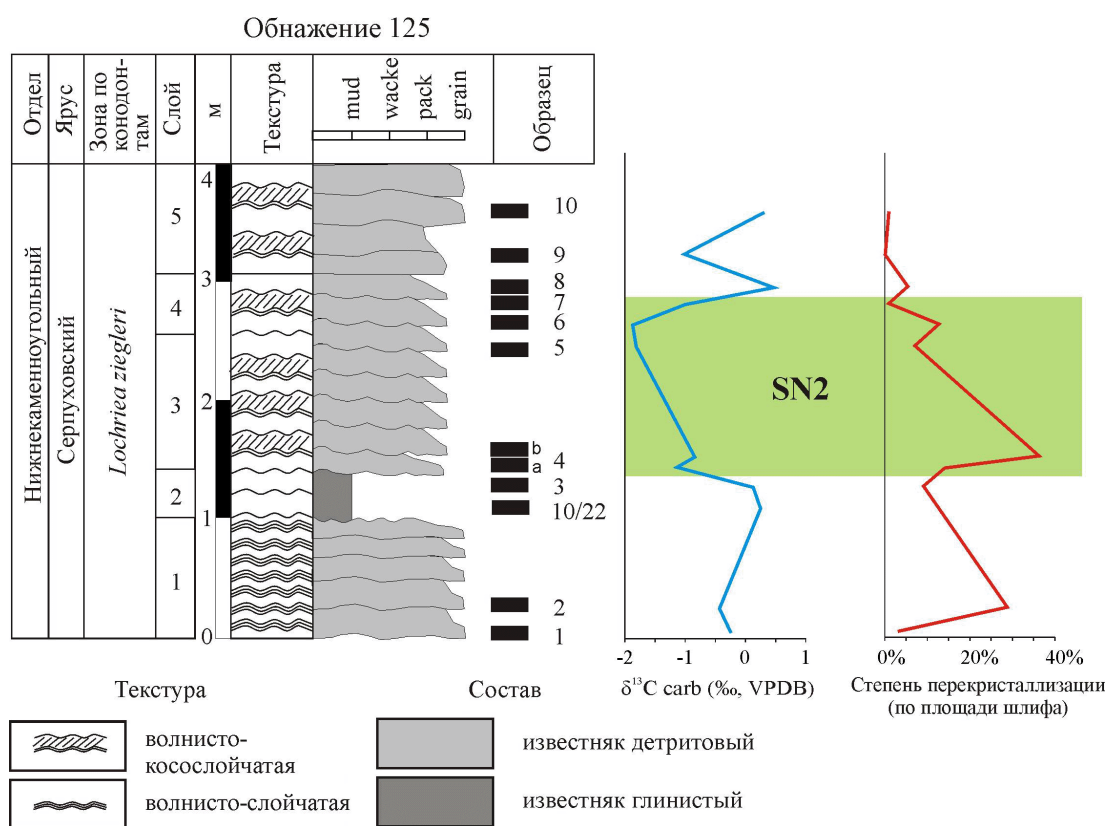 Обнажение 125
Отдел
Ярус
Зона по
конодон-
там
Слой
м
Текстура
mud
wacke
pack
grain
Образец
Нижнекаменноугольный
Серпуховский
Lochriea ziegleri
5
4
3
2
1
4
3
2
1
0
10
9
8
7
6
5
b
a
4
3
10/22
2
1
SN2
-2
-1
0
δ¹³C carb (‰, VPDB)
0%
20%
40%
Степень перекристаллизации
(по площади шлифа)
Текстура
волнисто-
косослойчатая
волнисто-слойчатая
Состав
известняк детритовый
известняк глинистый